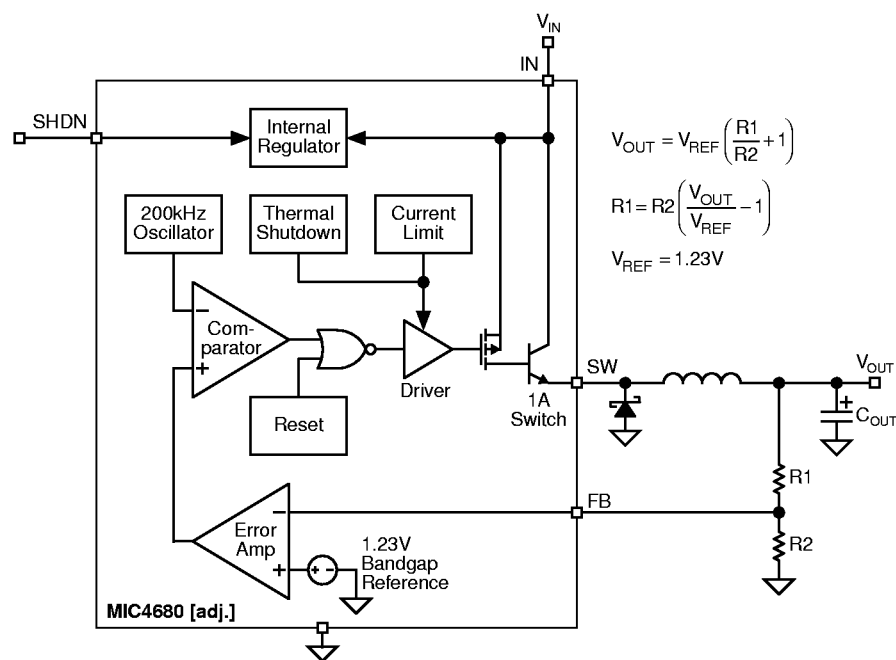 V_IN
IN
SHDN
Internal
Regulator
V_OUT = V_REF (R1/R2 + 1)
R1 = R2 (V_OUT/V_REF – 1)
V_REF = 1.23V
200kHz
Oscillator
Thermal
Shutdown
Current
Limit
−
Com-
parator
+
Driver
Reset
SW
1A
Switch
V_OUT
+
C_OUT
R1
FB
R2
−
Error
Amp
+
+ -
1.23V
Bandgap
Reference
MIC4680 [adj.]